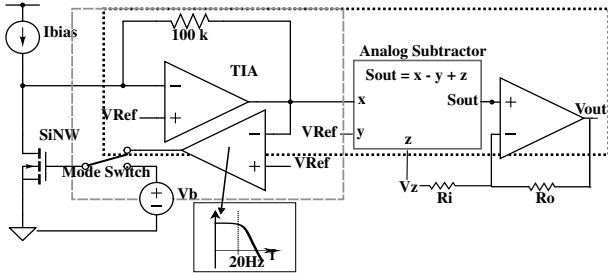 Ibias
100 k
TIA
Analog Subtractor
Sout = x - y + z
VRef
x
Sout
Vout
SiNW
VRef
y
z
VRef
Mode Switch
Vb
Vz
Ri
Ro
20Hz
f